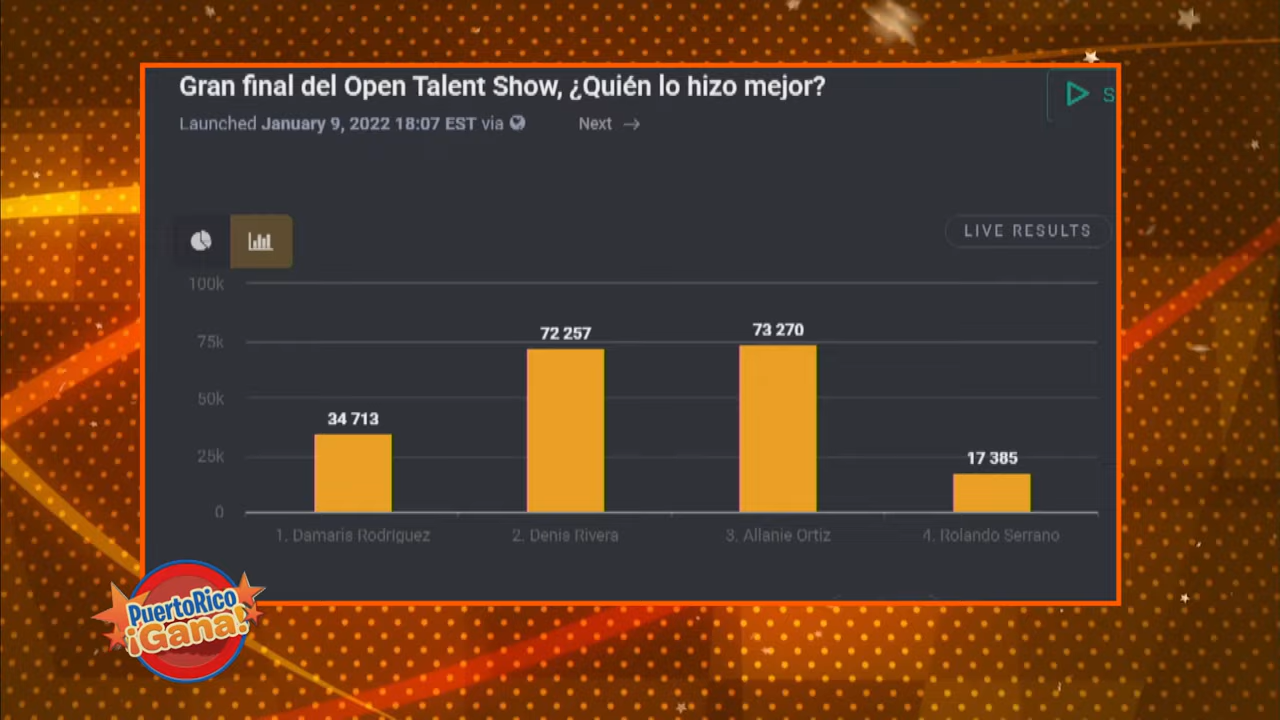 Gran final del Open Talent Show, ¿Quién lo hizo mejor?
Launched January 9, 2022 18:07 EST via
Next →
S
LIVE RESULTS
100k
75k
50k
25k
0
34 713
72 257
73 270
17 385
1. Damaris Rodriguez
2. Denis Rivera
3. Allanie Ortiz
4. Rolando Serrano
PuertoRico
¡Gana!